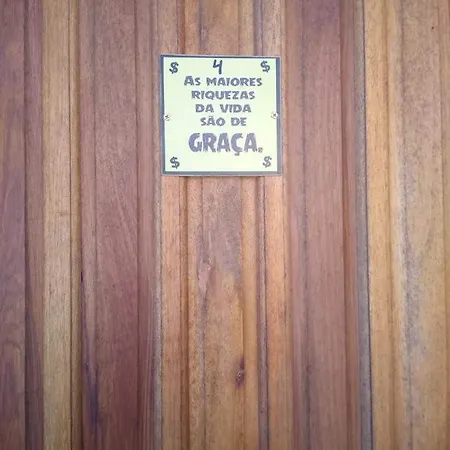 $ 4 $
As maiores
riquezas
da vida
são de
GRAÇA.
$ $